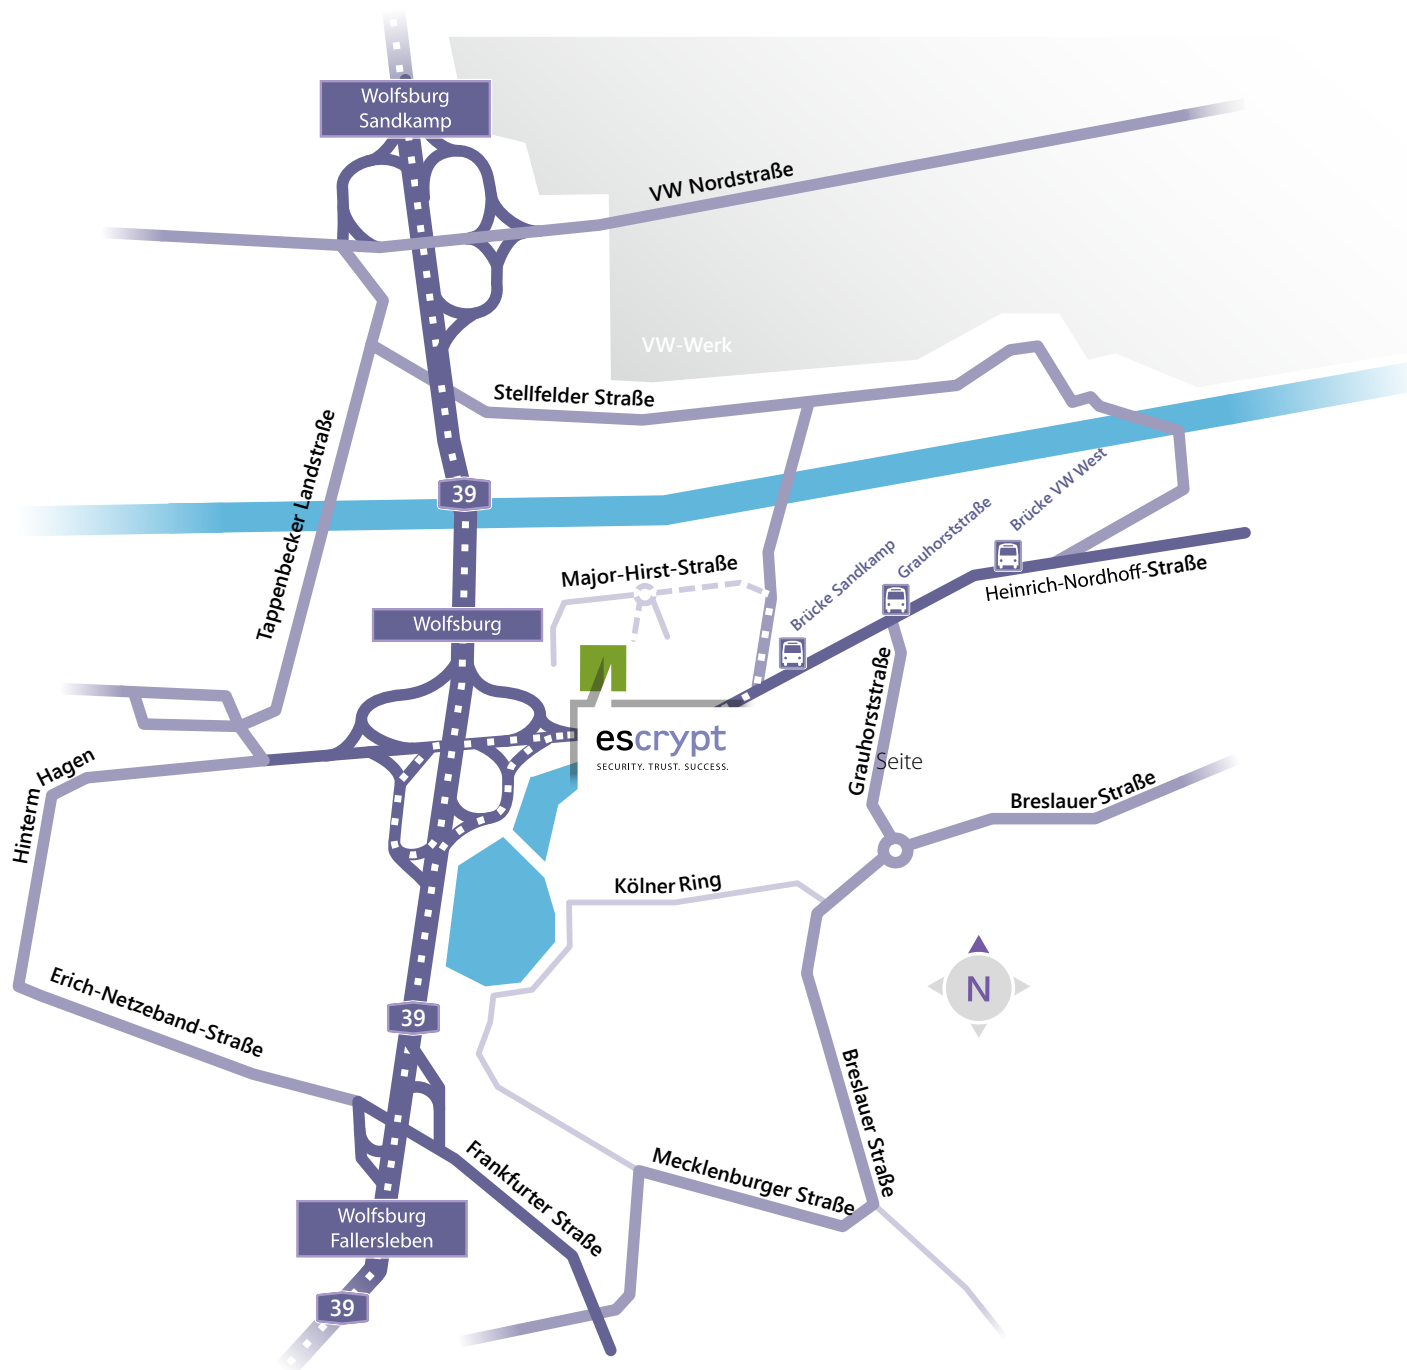 Wolfsburg
Sandkamp
VW Nordstraße
VW-Werk
Stellfelder Straße
Tappenbecker Landstraße
39
Brücke VW West
Grauhorststraße
Brücke Sandkamp
Major-Hirst-Straße
Heinrich-Nordhoff-Straße
Wolfsburg
escrypt
SECURITY. TRUST. SUCCESS.
Grauhorststraße
Seite
Hinterm Hagen
Breslauer Straße
Kölner Ring
N
Erich-Netzeband-Straße
39
Breslauer Straße
Frankfurter Straße
Mecklenburger Straße
Wolfsburg
Fallersleben
39